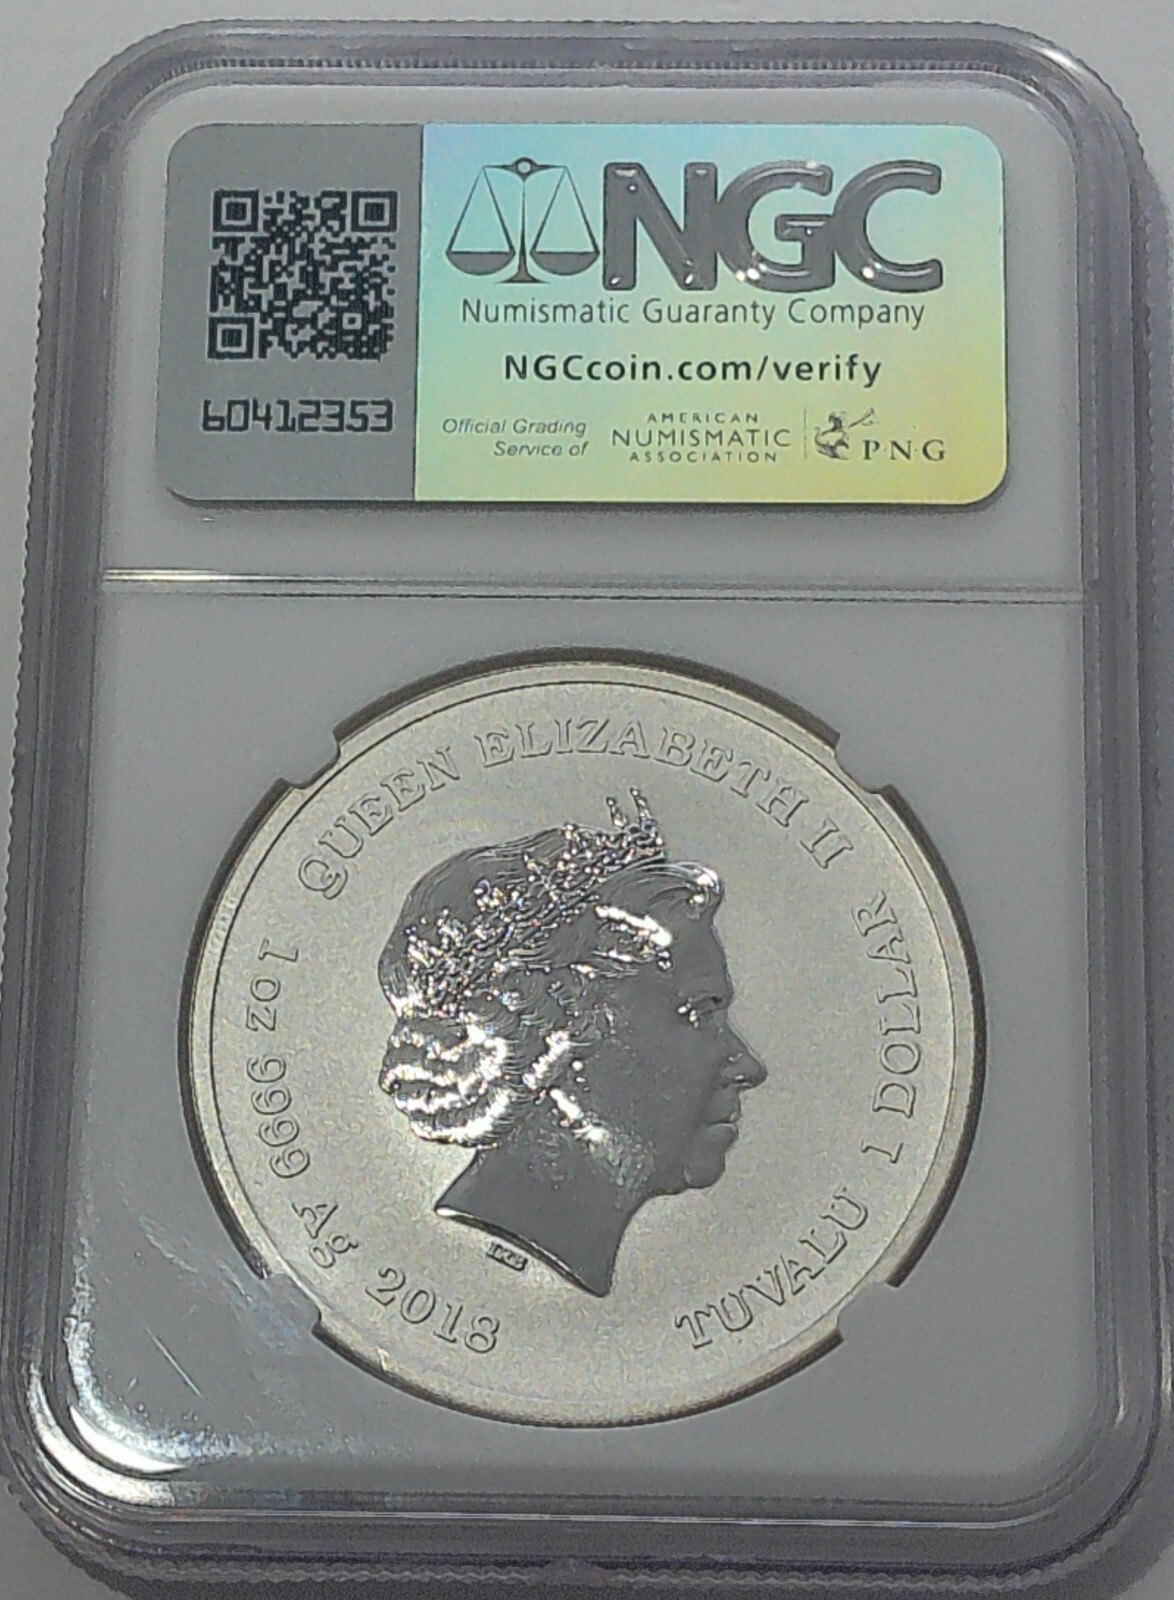 NGC
Numismatic Guaranty Company
NGCcoin.com/verify
60412353
Official Grading
Service of
AMERICAN
NUMISMATIC
ASSOCIATION
P·N·G
QUEEN ELIZABETH II
1 DOLLAR
TUVALU
2018
1 oz 9999 Ag
IRB